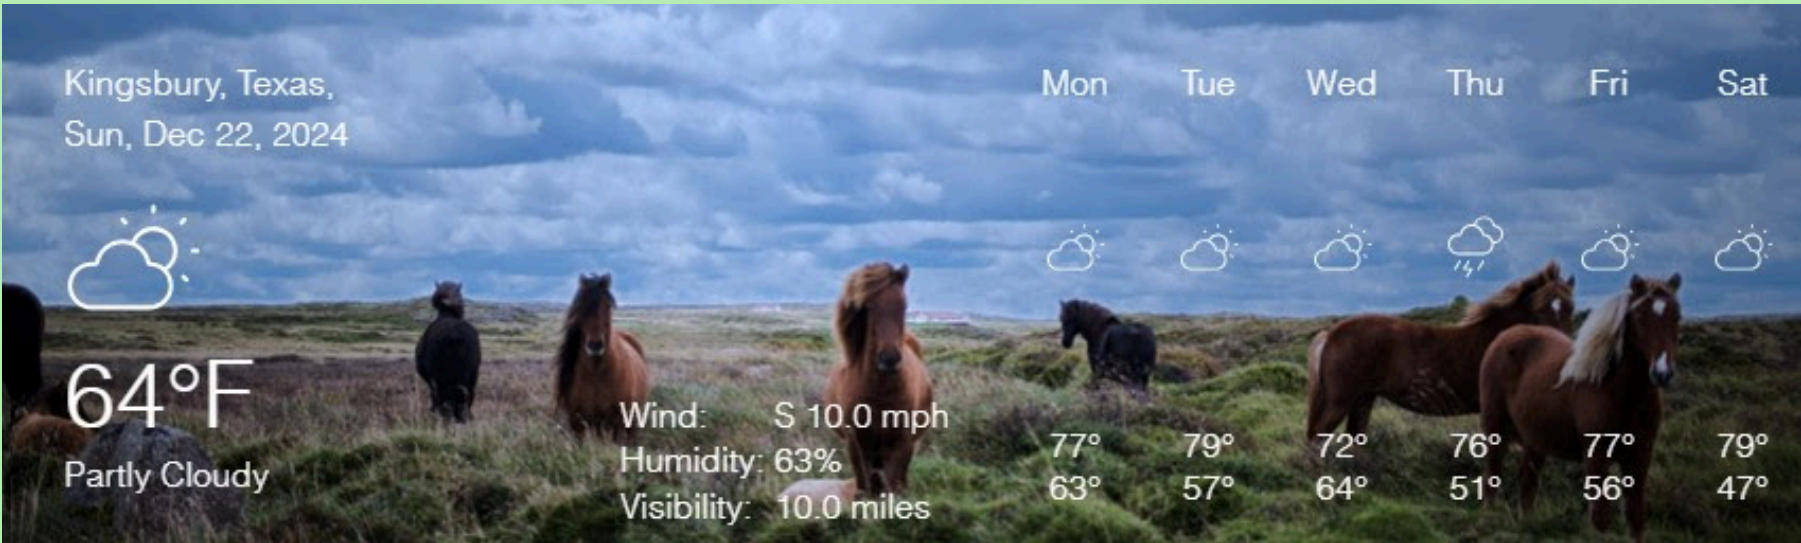 Kingsbury, Texas,
Sun, Dec 22, 2024
64°F
Partly Cloudy
Wind: S 10.0 mph
Humidity: 63%
Visibility: 10.0 miles
Mon Tue Wed Thu Fri Sat
77° 79° 72° 76° 77° 79°
63° 57° 64° 51° 56° 47°